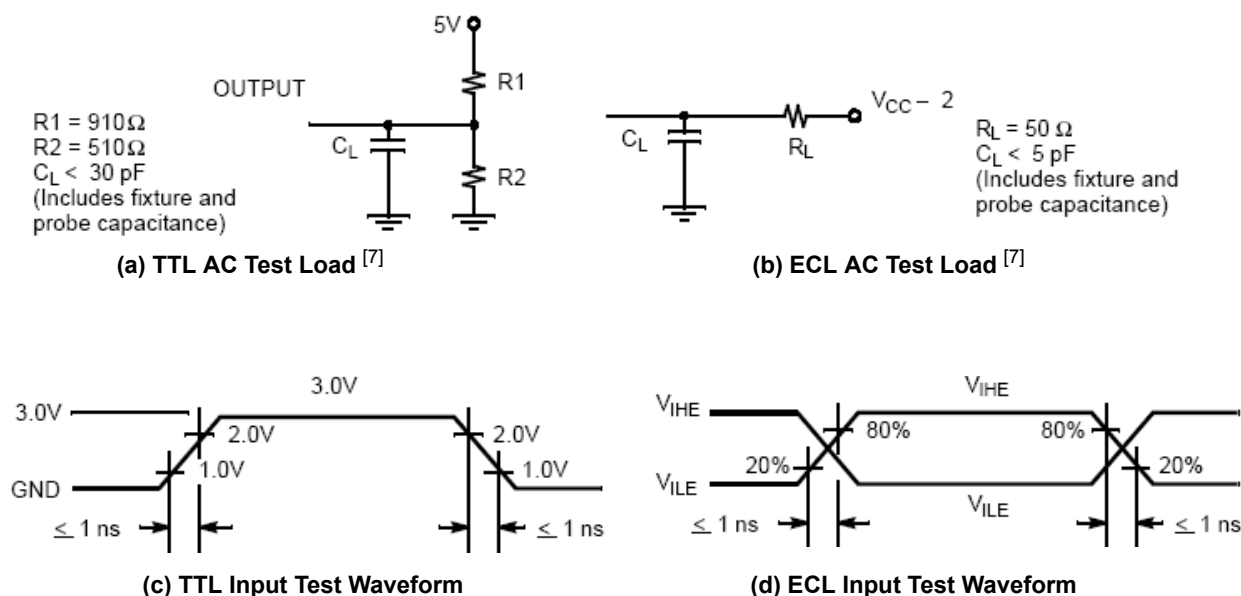 5V
R1
OUTPUT
R1 = 910Ω
R2 = 510Ω
CL < 30 pF
(Includes fixture and
probe capacitance)
CL
R2
(a) TTL AC Test Load [7]
VCC – 2
CL
RL
RL = 50 Ω
CL < 5 pF
(Includes fixture and
probe capacitance)
(b) ECL AC Test Load [7]
3.0V
3.0V
2.0V
2.0V
1.0V
1.0V
GND
≤ 1 ns
≤ 1 ns
(c) TTL Input Test Waveform
VIHE
VIHE
80%
80%
20%
20%
VILE
VILE
≤ 1 ns
≤ 1 ns
(d) ECL Input Test Waveform